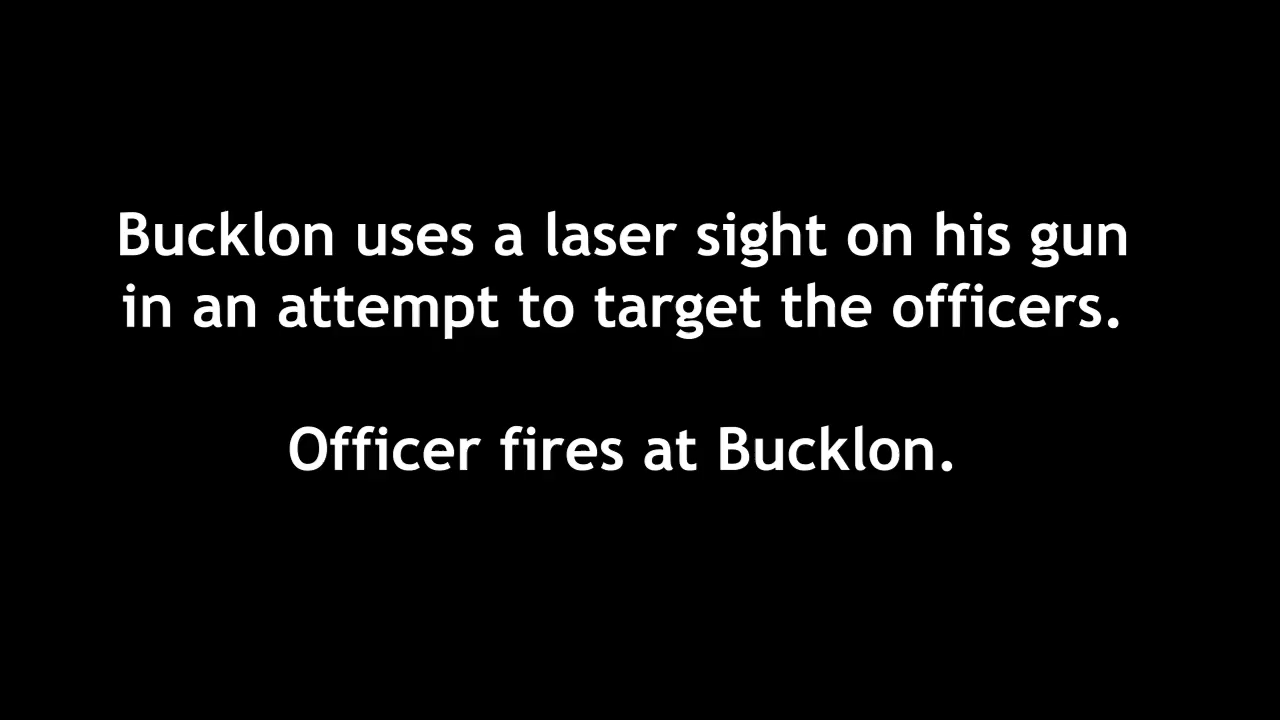 Bucklon uses a laser sight on his gun
in an attempt to target the officers.
Officer fires at Bucklon.